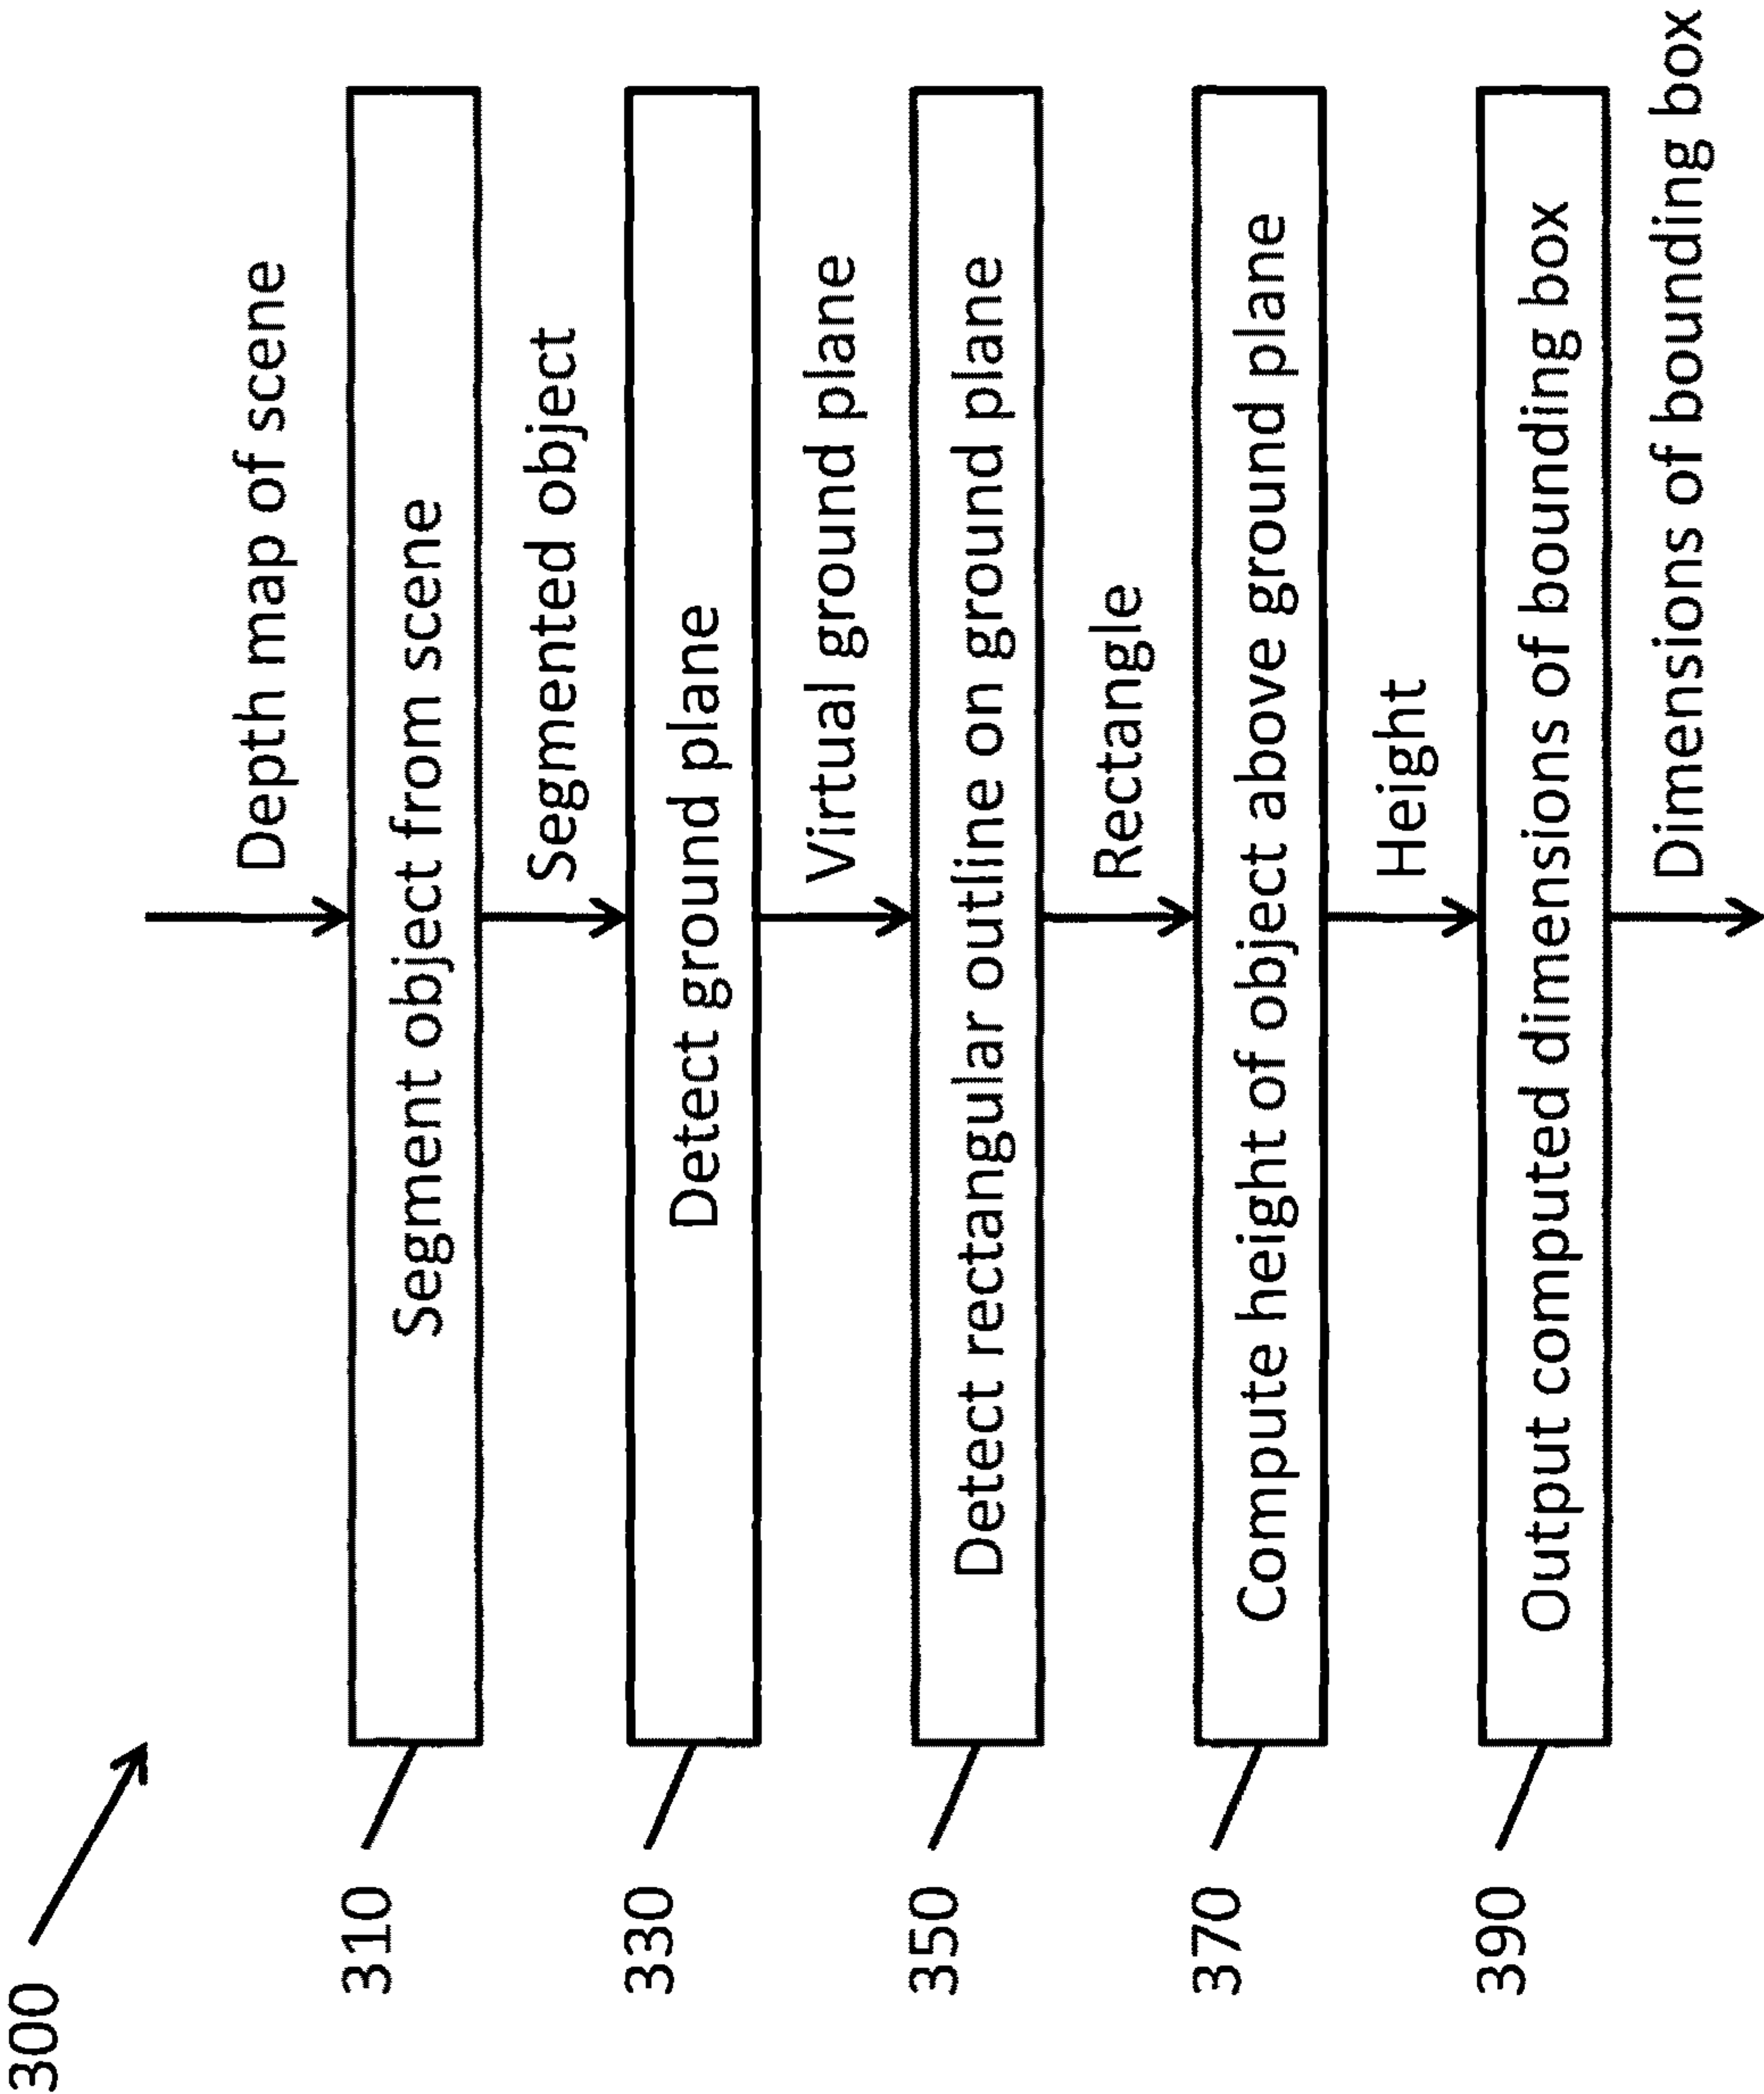 300
Depth map of scene
310
Segment object from scene
Segmented object
330
Detect ground plane
Virtual ground plane
350
Detect rectangular outline on ground plane
Rectangle
370
Compute height of object above ground plane
Height
390
Output computed dimensions of bounding box
Dimensions of bounding box